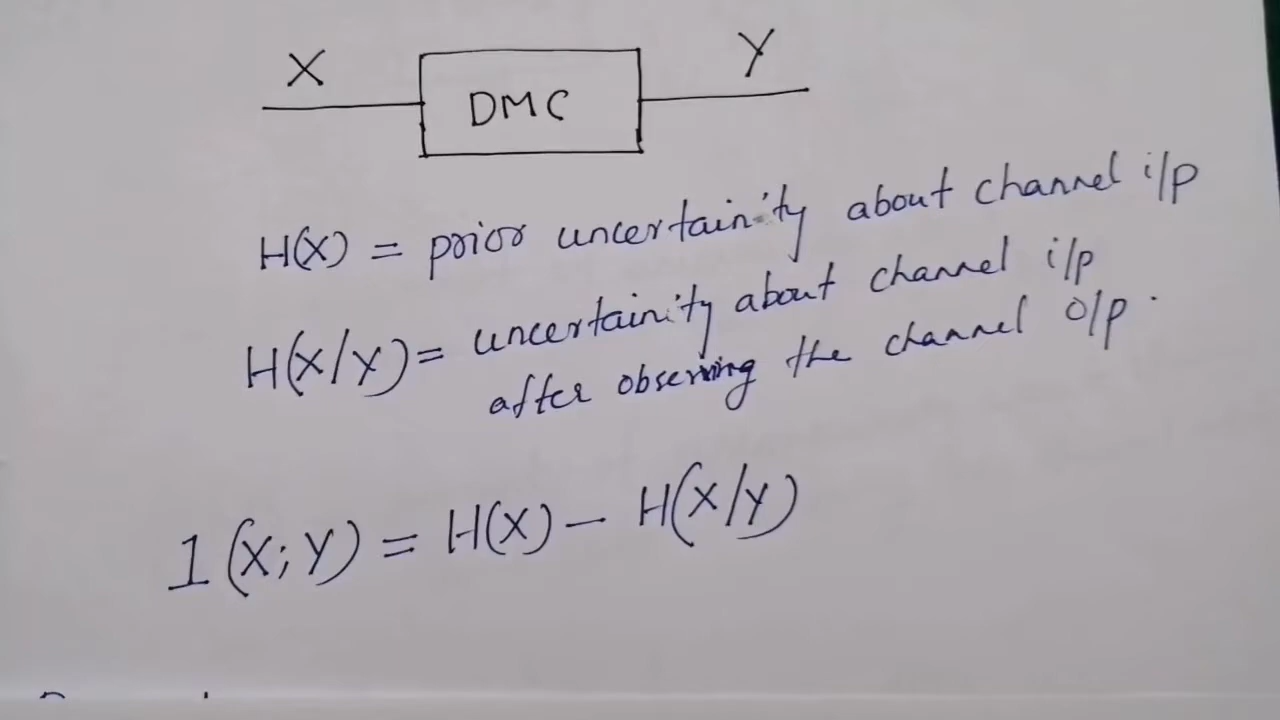 X DMC Y
H(X) = prior uncertainity about channel i/p
H(X/Y) = uncertainity about channel i/p
after observing the channel o/p.
I(X;Y) = H(X) - H(X/Y)